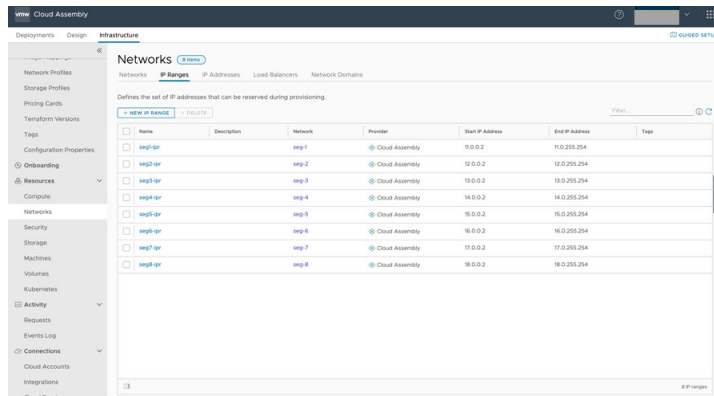 vmw Cloud Assembly
Deployments Design Infrastructure
GUIDED SETU
Network Profiles
Storage Profiles
Pricing Cards
Terraform Versions
Tags
Configuration Properties
Onboarding
Resources
Compute
Networks
Security
Storage
Machines
Volumes
Kubernetes
Activity
Requests
Events Log
Connections
Cloud Accounts
Integrations
Networks 8 items
Networks IP Ranges IP Addresses Load Balancers Network Domains
Defines the set of IP addresses that can be reserved during provisioning.
+ NEW IP RANGE × DELETE Filter...
Name Description Network Provider Start IP Address End IP Address Tags
seg1-ipr seg-1 Cloud Assembly 11.0.0.2 11.0.255.254
seg2-ipr seg-2 Cloud Assembly 12.0.0.2 12.0.255.254
seg3-ipr seg-3 Cloud Assembly 13.0.0.2 13.0.255.254
seg4-ipr seg-4 Cloud Assembly 14.0.0.2 14.0.255.254
seg5-ipr seg-5 Cloud Assembly 15.0.0.2 15.0.255.254
seg6-ipr seg-6 Cloud Assembly 16.0.0.2 16.0.255.254
seg7-ipr seg-7 Cloud Assembly 17.0.0.2 17.0.255.254
seg8-ipr seg-8 Cloud Assembly 18.0.0.2 18.0.255.254
8 IP ranges